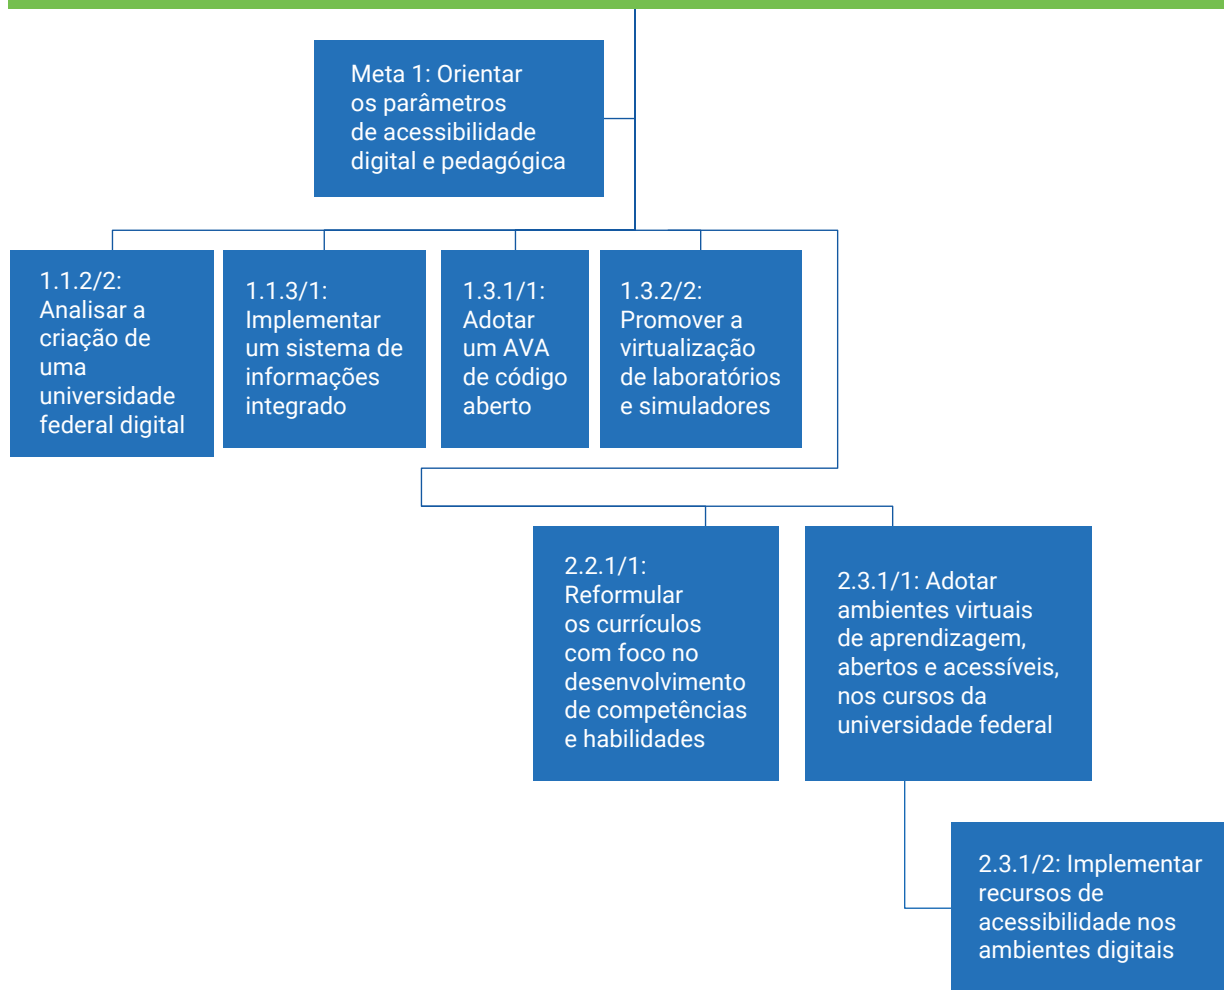 Meta 1: Orientar
os parâmetros
de acessibilidade
digital e pedagógica
1.1.2/2:
Analisar a
criação de
uma
universidade
federal digital
1.1.3/1:
Implementar
um sistema de
informações
integrado
1.3.1/1:
Adotar
um AVA
de código
aberto
1.3.2/2:
Promover a
virtualização
de laboratórios
e simuladores
2.2.1/1:
Reformular
os currículos
com foco no
desenvolvimento
de competências
e habilidades
2.3.1/1: Adotar
ambientes virtuais
de aprendizagem,
abertos e acessíveis,
nos cursos da
universidade federal
2.3.1/2: Implementar
recursos de
acessibilidade nos
ambientes digitais